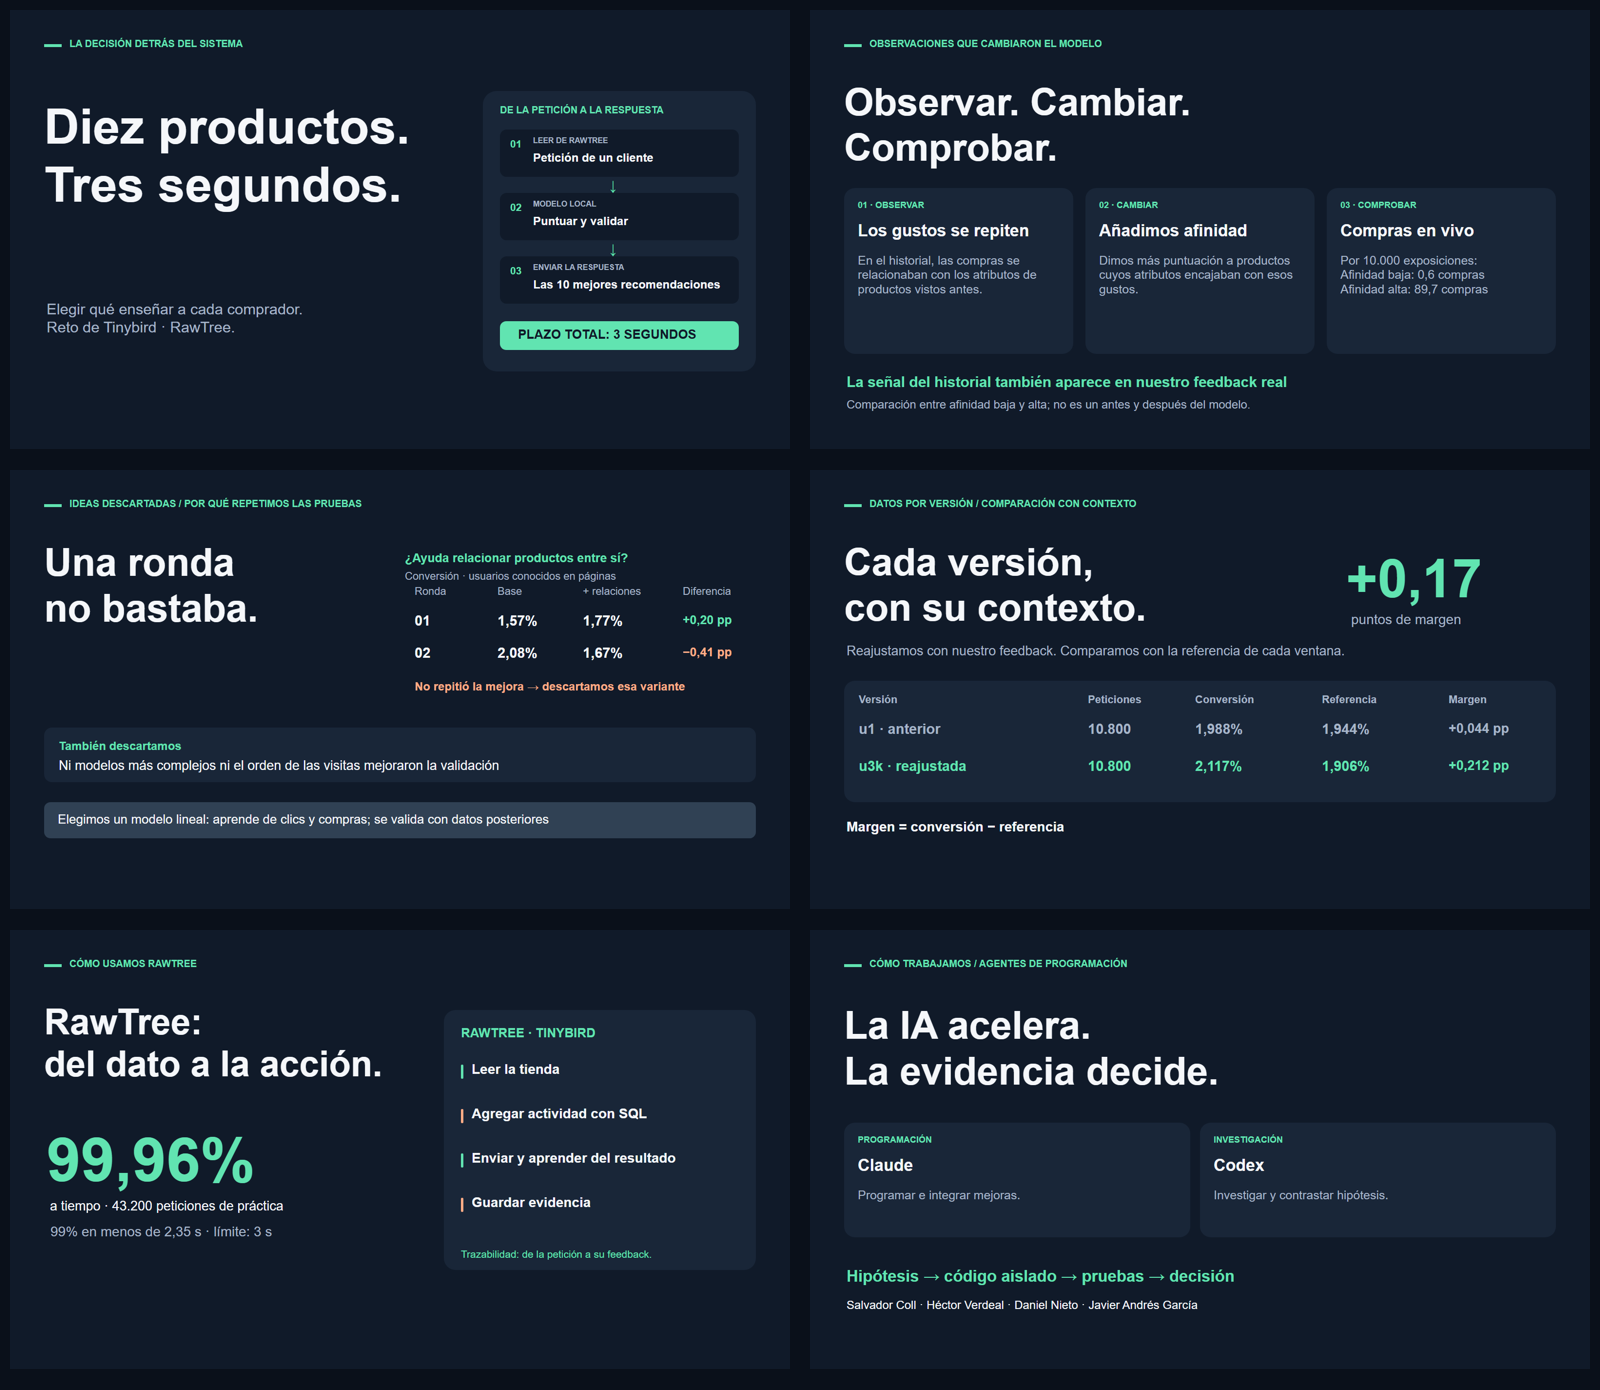 LA DECISIÓN DETRÁS DEL SISTEMA
Diez productos.
Tres segundos.
Elegir qué enseñar a cada comprador.
Reto de Tinybird · RawTree.
DE LA PETICIÓN A LA RESPUESTA
01 LEER DE RAWTREE
Petición de un cliente
↓
02 MODELO LOCAL
Puntuar y validar
↓
03 ENVIAR LA RESPUESTA
Las 10 mejores recomendaciones
PLAZO TOTAL: 3 SEGUNDOS
OBSERVACIONES QUE CAMBIARON EL MODELO
Observar. Cambiar.
Comprobar.
01 · OBSERVAR
Los gustos se repiten
En el historial, las compras se
relacionaban con los atributos de
productos vistos antes.
02 · CAMBIAR
Añadimos afinidad
Dimos más puntuación a productos
cuyos atributos encajaban con esos
gustos.
03 · COMPROBAR
Compras en vivo
Por 10.000 exposiciones:
Afinidad baja: 0,6 compras
Afinidad alta: 89,7 compras
La señal del historial también aparece en nuestro feedback real
Comparación entre afinidad baja y alta; no es un antes y después del modelo.
IDEAS DESCARTADAS / POR QUÉ REPETIMOS LAS PRUEBAS
Una ronda
no bastaba.
¿Ayuda relacionar productos entre sí?
Conversión · usuarios conocidos en páginas
Ronda Base + relaciones Diferencia
01 1,57% 1,77% +0,20 pp
02 2,08% 1,67% −0,41 pp
No repitió la mejora → descartamos esa variante
También descartamos
Ni modelos más complejos ni el orden de las visitas mejoraron la validación
Elegimos un modelo lineal: aprende de clics y compras; se valida con datos posteriores
DATOS POR VERSIÓN / COMPARACIÓN CON CONTEXTO
Cada versión,
con su contexto.
+0,17
puntos de margen
Reajustamos con nuestro feedback. Comparamos con la referencia de cada ventana.
Versión Peticiones Conversión Referencia Margen
u1 · anterior 10.800 1,988% 1,944% +0,044 pp
u3k · reajustada 10.800 2,117% 1,906% +0,212 pp
Margen = conversión − referencia
CÓMO USAMOS RAWTREE
RawTree:
del dato a la acción.
99,96%
a tiempo · 43.200 peticiones de práctica
99% en menos de 2,35 s · límite: 3 s
RAWTREE · TINYBIRD
Leer la tienda
Agregar actividad con SQL
Enviar y aprender del resultado
Guardar evidencia
Trazabilidad: de la petición a su feedback.
CÓMO TRABAJAMOS / AGENTES DE PROGRAMACIÓN
La IA acelera.
La evidencia decide.
PROGRAMACIÓN
Claude
Programar e integrar mejoras.
INVESTIGACIÓN
Codex
Investigar y contrastar hipótesis.
Hipótesis → código aislado → pruebas → decisión
Salvador Coll · Héctor Verdeal · Daniel Nieto · Javier Andrés García